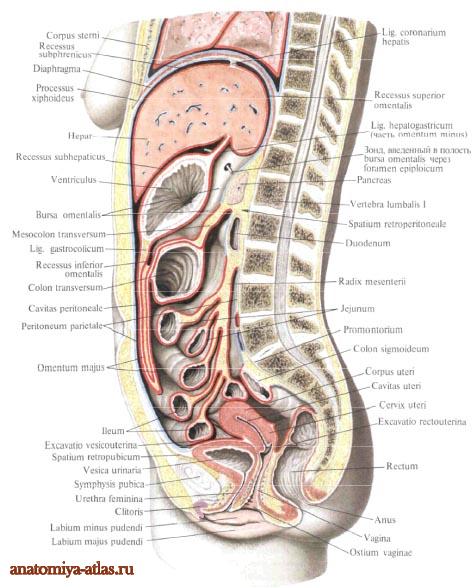 Corpus sterni
Recessus
subphrenicus
Diaphragma
Processus
xiphoideus
Hepar
Recessus subhepaticus
Ventriculus
Bursa omentalis
Mesocolon transversum
Lig. gastrocolicum
Recessus inferior
omentalis
Colon transversum
Cavitas peritoneale
Peritoneum parietale
Omentum majus
Ileum
Excavatio vesicouterina
Spatium retropubicum
Vesica urinaria
Symphysis pubica
Urethra feminina
Clitoris
Labium minus pudendi
Labium majus pudendi
Lig. coronarium
hepatis
Recessus superior
omentalis
Lig. hepatogastricum
(часть omentum minus)
Зонд, введенный в полость
bursa omentalis через
foramen epiploicum
Pancreas
Vertebra lumbalis I
Spatium retroperitoneale
Duodenum
Radix mesenterii
Jejunum
Promontorium
Colon sigmoideum
Corpus uteri
Cavitas uteri
Cervix uteri
Excavatio rectouterina
Rectum
Anus
Vagina
Ostium vaginae
anatomiya-atlas.ru